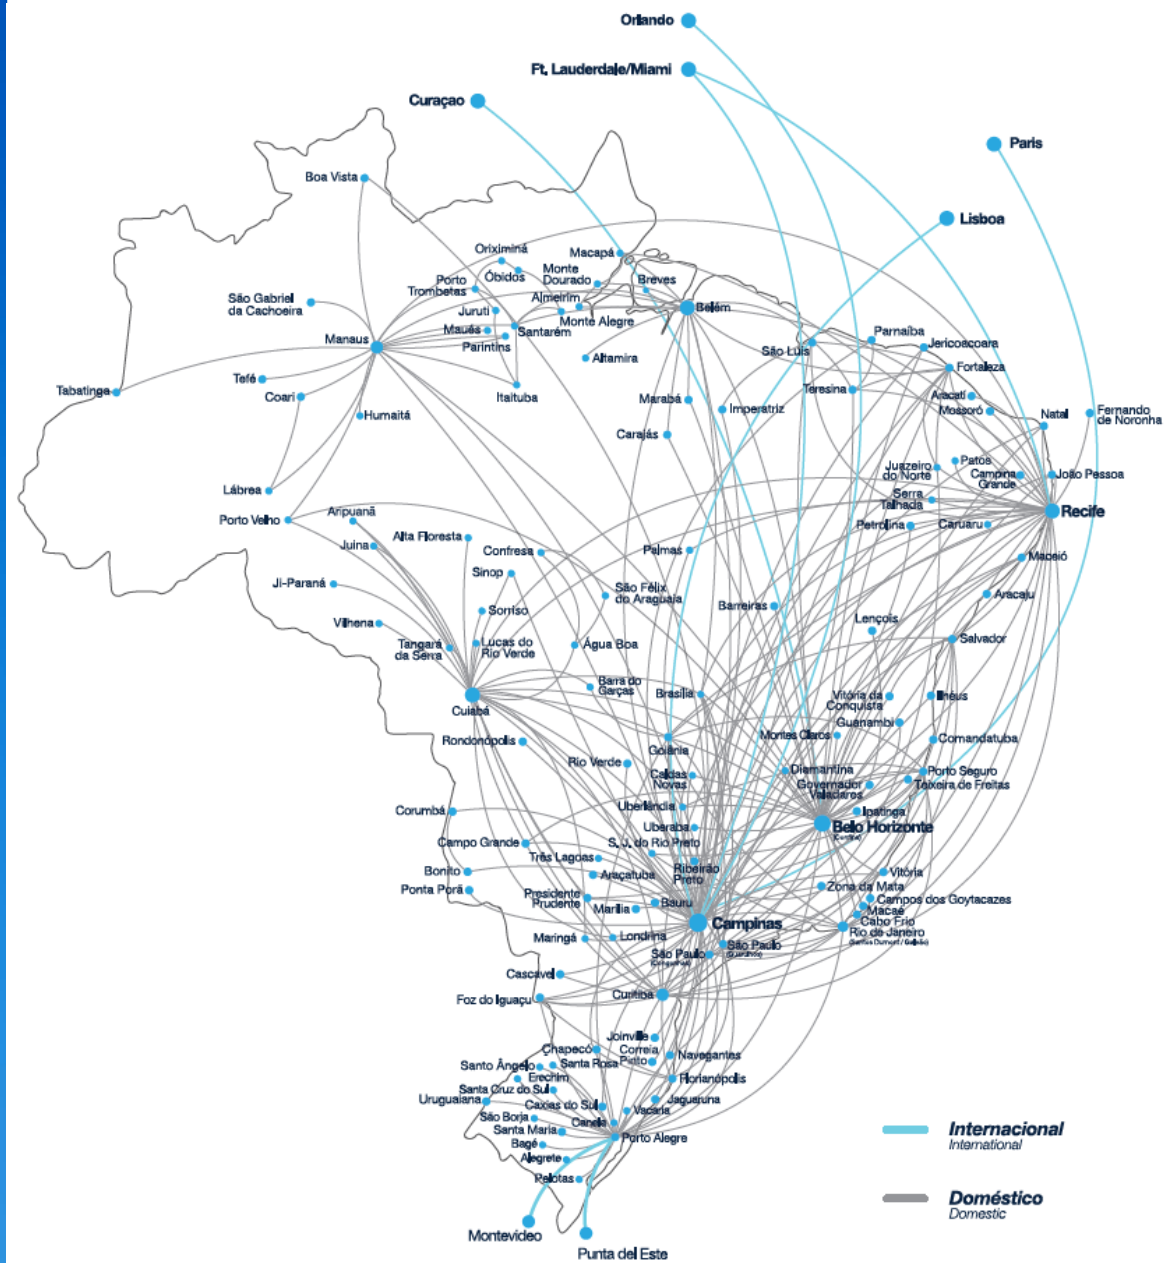 Orlando
Ft. Lauderdale/Miami
Curaçao
Paris
Lisboa
Boa Vista
Oriximiná
Macapá
Óbidos
Monte
Dourado
Breves
Porto
Trombetas
São Gabriel
da Cachoeira
Almeirim
Juruti
Monte Alegre
Belém
Maués
Santarém
Parintins
Manaus
Parnaíba
Jericoacoara
São Luís
Altamira
Fortaleza
Tabatinga
Tefé
Itaituba
Teresina
Coari
Marabá
Imperatriz
Aracati
Mossoró
Humaitá
Natal
Fernando
de Noronha
Carajás
Patos
Juazeiro
do Norte
Campina
Grande
João Pessoa
Lábrea
Serra
Talhada
Recife
Porto Velho
Aripuanã
Petrolina
Caruaru
Juina
Alta Floresta
Confresa
Palmas
Maceió
Sinop
Ji-Paraná
São Félix
do Araguaia
Barreiras
Aracaju
Sorriso
Vilhena
Lençois
Salvador
Tangará
da Serra
Lucas do
Rio Verde
Água Boa
Barra do
Garças
Brasília
Vitória da
Conquista
Ilhéus
Cuiabá
Guanambi
Montes Claros
Comandatuba
Rondonópolis
Goiânia
Rio Verde
Caldas
Novas
Diamantina
Porto Seguro
Governador
Valadares
Teixeira de Freitas
Corumbá
Uberlândia
Ipatinga
Uberaba
Belo Horizonte
(Confins)
Campo Grande
S. J. do Rio Preto
Três Lagoas
Ribeirão
Preto
Bonito
Araçatuba
Vitória
Zona da Mata
Ponta Porã
Presidente
Prudente
Bauru
Marília
Campos dos Goytacazes
Macaé
Cabo Frio
Campinas
Rio de Janeiro
(Santos Dumont / Galeão)
Maringá
Londrina
São Paulo
(Congonhas)
São Paulo
(Guarulhos)
Cascavel
Foz do Iguaçu
Curitiba
Joinville
Chapecó
Correia
Pinto
Navegantes
Santo Ângelo
Santa Rosa
Erechim
Florianópolis
Santa Cruz do Sul
Uruguaiana
Caxias do Sul
Jaguaruna
Vacaria
São Borja
Canela
Santa Maria
Porto Alegre
Bagé
Alegrete
Pelotas
Montevideo
Punta del Este
Internacional
International
Doméstico
Domestic